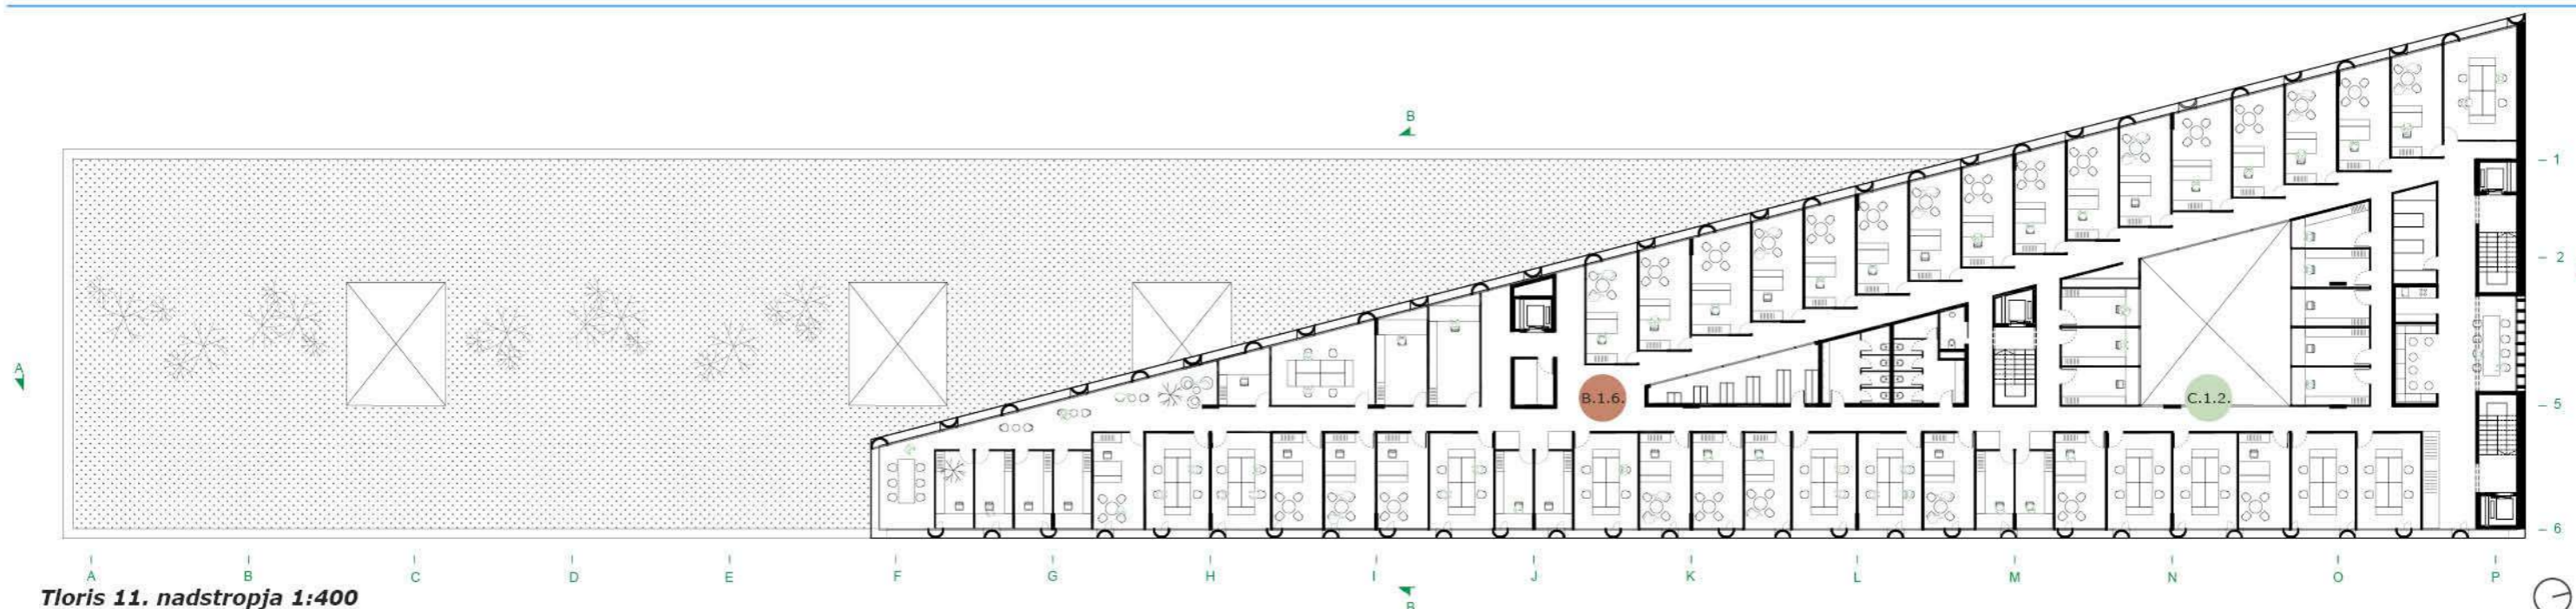 B
1
2
A
B.1.6.
C.1.2.
5
6
A B C D E F G H I J K L M N O P
Tloris 11. nadstropja 1:400
B